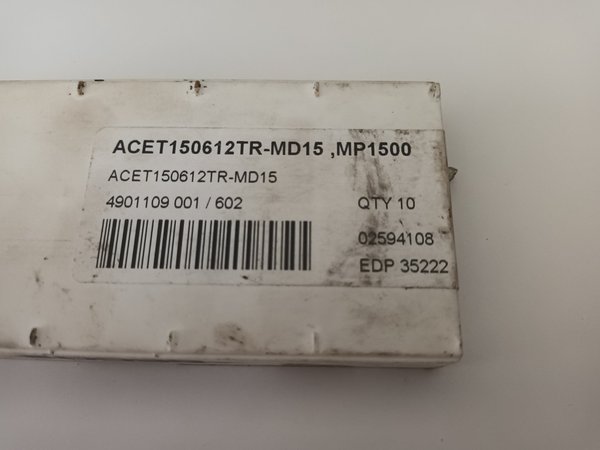 ACET150612TR-MD15 ,MP1500
ACET150612TR-MD15
4901109 001 / 602 QTY 10
02594108
EDP 35222